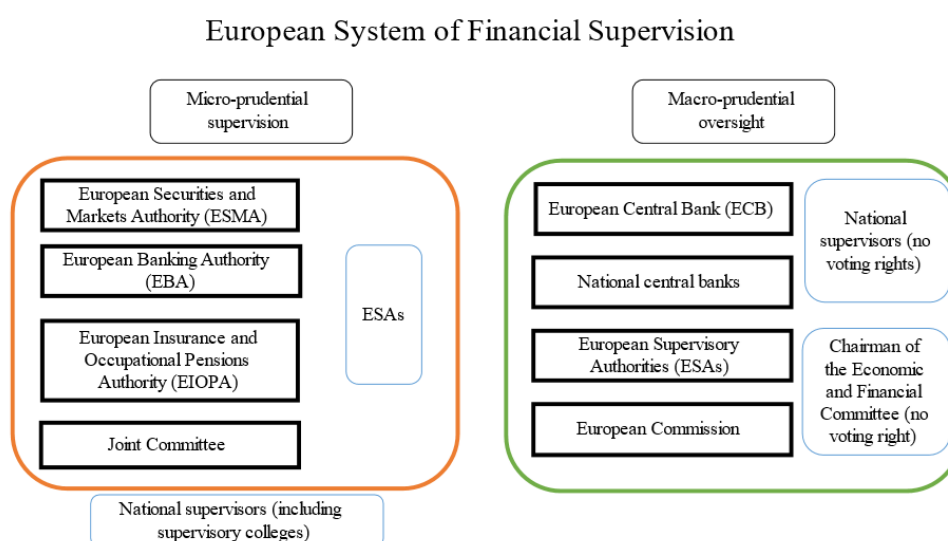 European System of Financial Supervision
Micro-prudential
supervision
Macro-prudential
oversight
European Securities and
Markets Authority (ESMA)
European Banking Authority
(EBA)
European Insurance and
Occupational Pensions
Authority (EIOPA)
Joint Committee
ESAs
National supervisors (including
supervisory colleges)
European Central Bank (ECB)
National central banks
European Supervisory
Authorities (ESAs)
European Commission
National
supervisors (no
voting rights)
Chairman of
the Economic
and Financial
Committee (no
voting right)